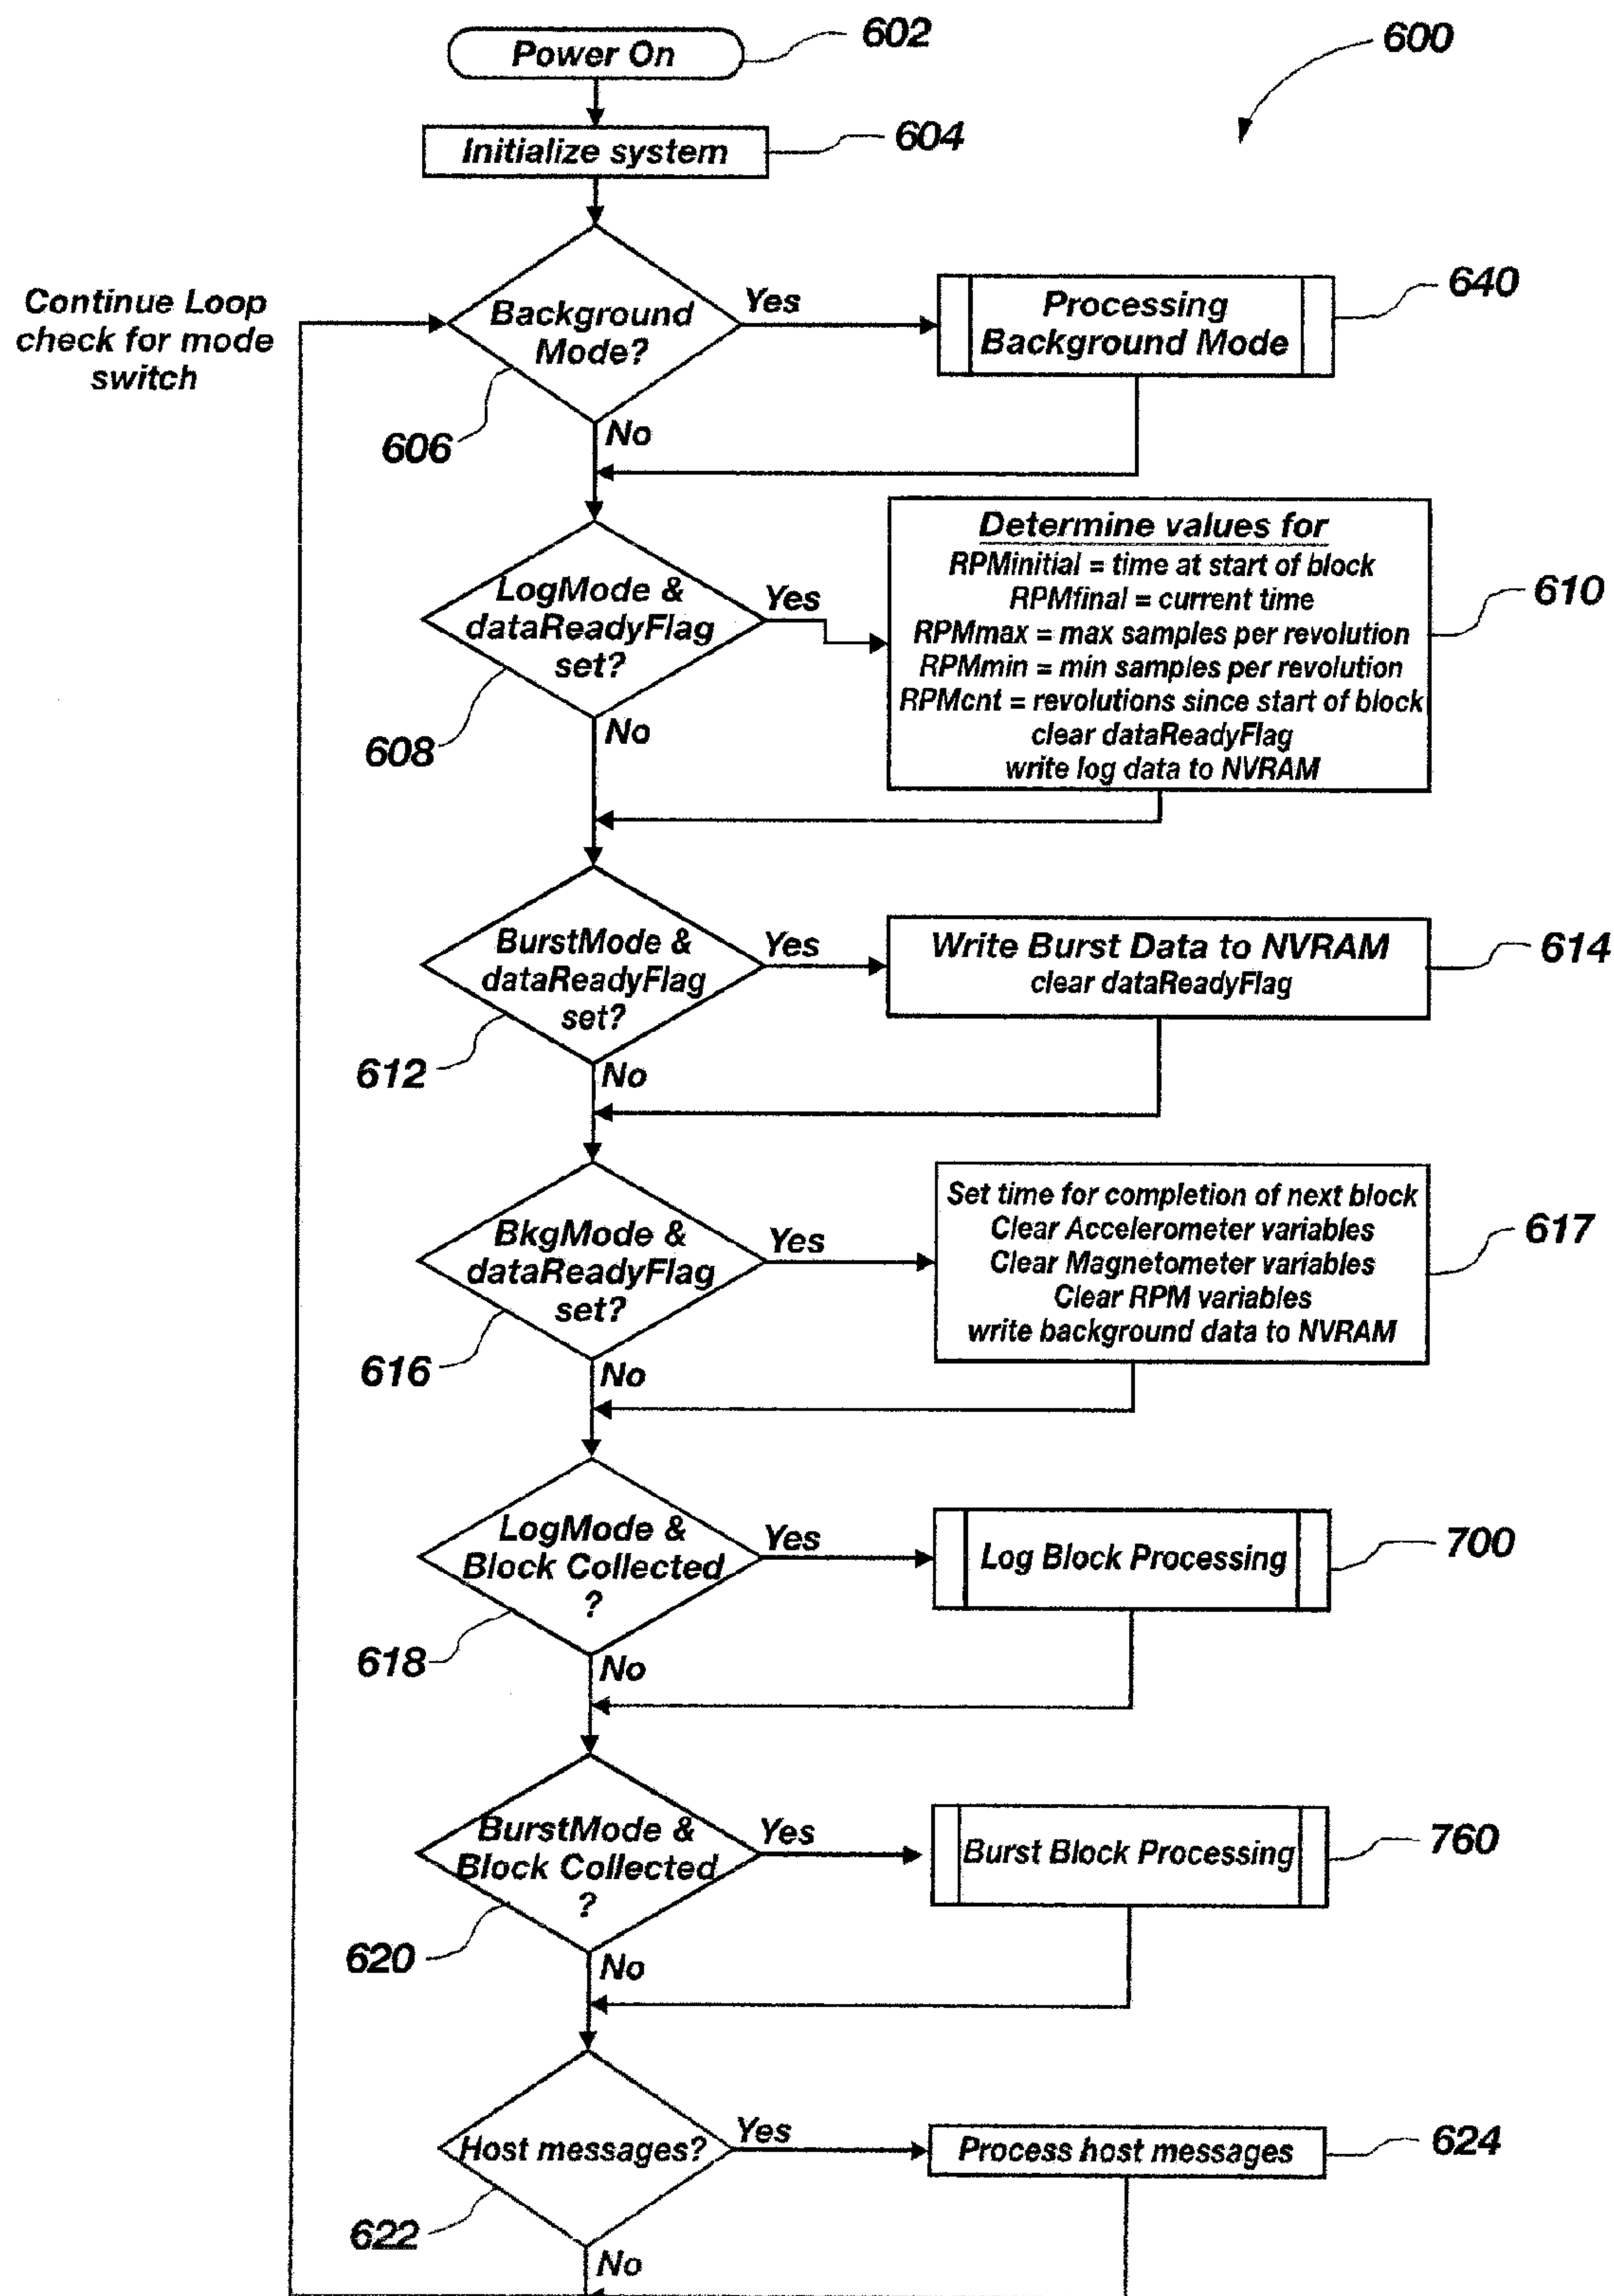 Power On
602
600
Initialize system
604
Continue Loop
check for mode
switch
Background
Mode?
Yes
Processing
Background Mode
640
606
No
LogMode &
dataReadyFlag
set?
Yes
Determine values for
RPMinitial = time at start of block
RPMfinal = current time
RPMmax = max samples per revolution
RPMmin = min samples per revolution
RPMcnt = revolutions since start of block
clear dataReadyFlag
write log data to NVRAM
610
608
No
BurstMode &
dataReadyFlag
set?
Yes
Write Burst Data to NVRAM
clear dataReadyFlag
614
612
No
BkgMode &
dataReadyFlag
set?
Yes
Set time for completion of next block
Clear Accelerometer variables
Clear Magnetometer variables
Clear RPM variables
write background data to NVRAM
617
616
No
LogMode &
Block Collected
?
Yes
Log Block Processing
700
618
No
BurstMode &
Block Collected
?
Yes
Burst Block Processing
760
620
No
Host messages?
Yes
Process host messages
624
622
No